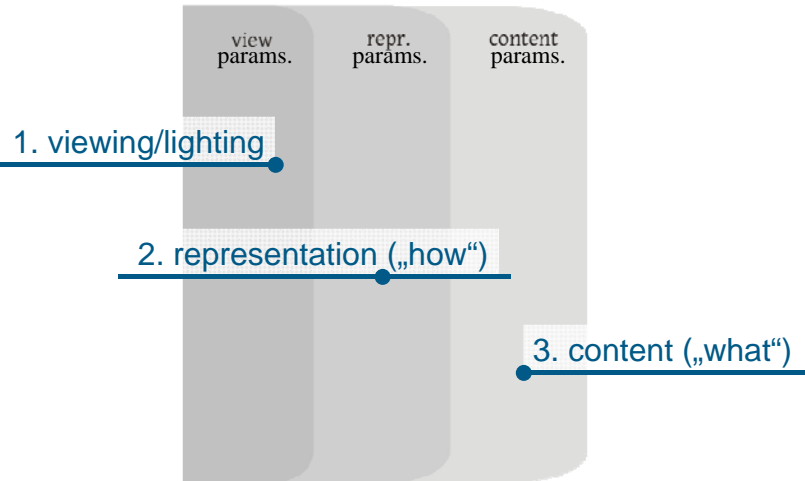 view
params.
repr.
params.
content
params.
1. viewing/lighting
2. representation („how“)
3. content („what“)